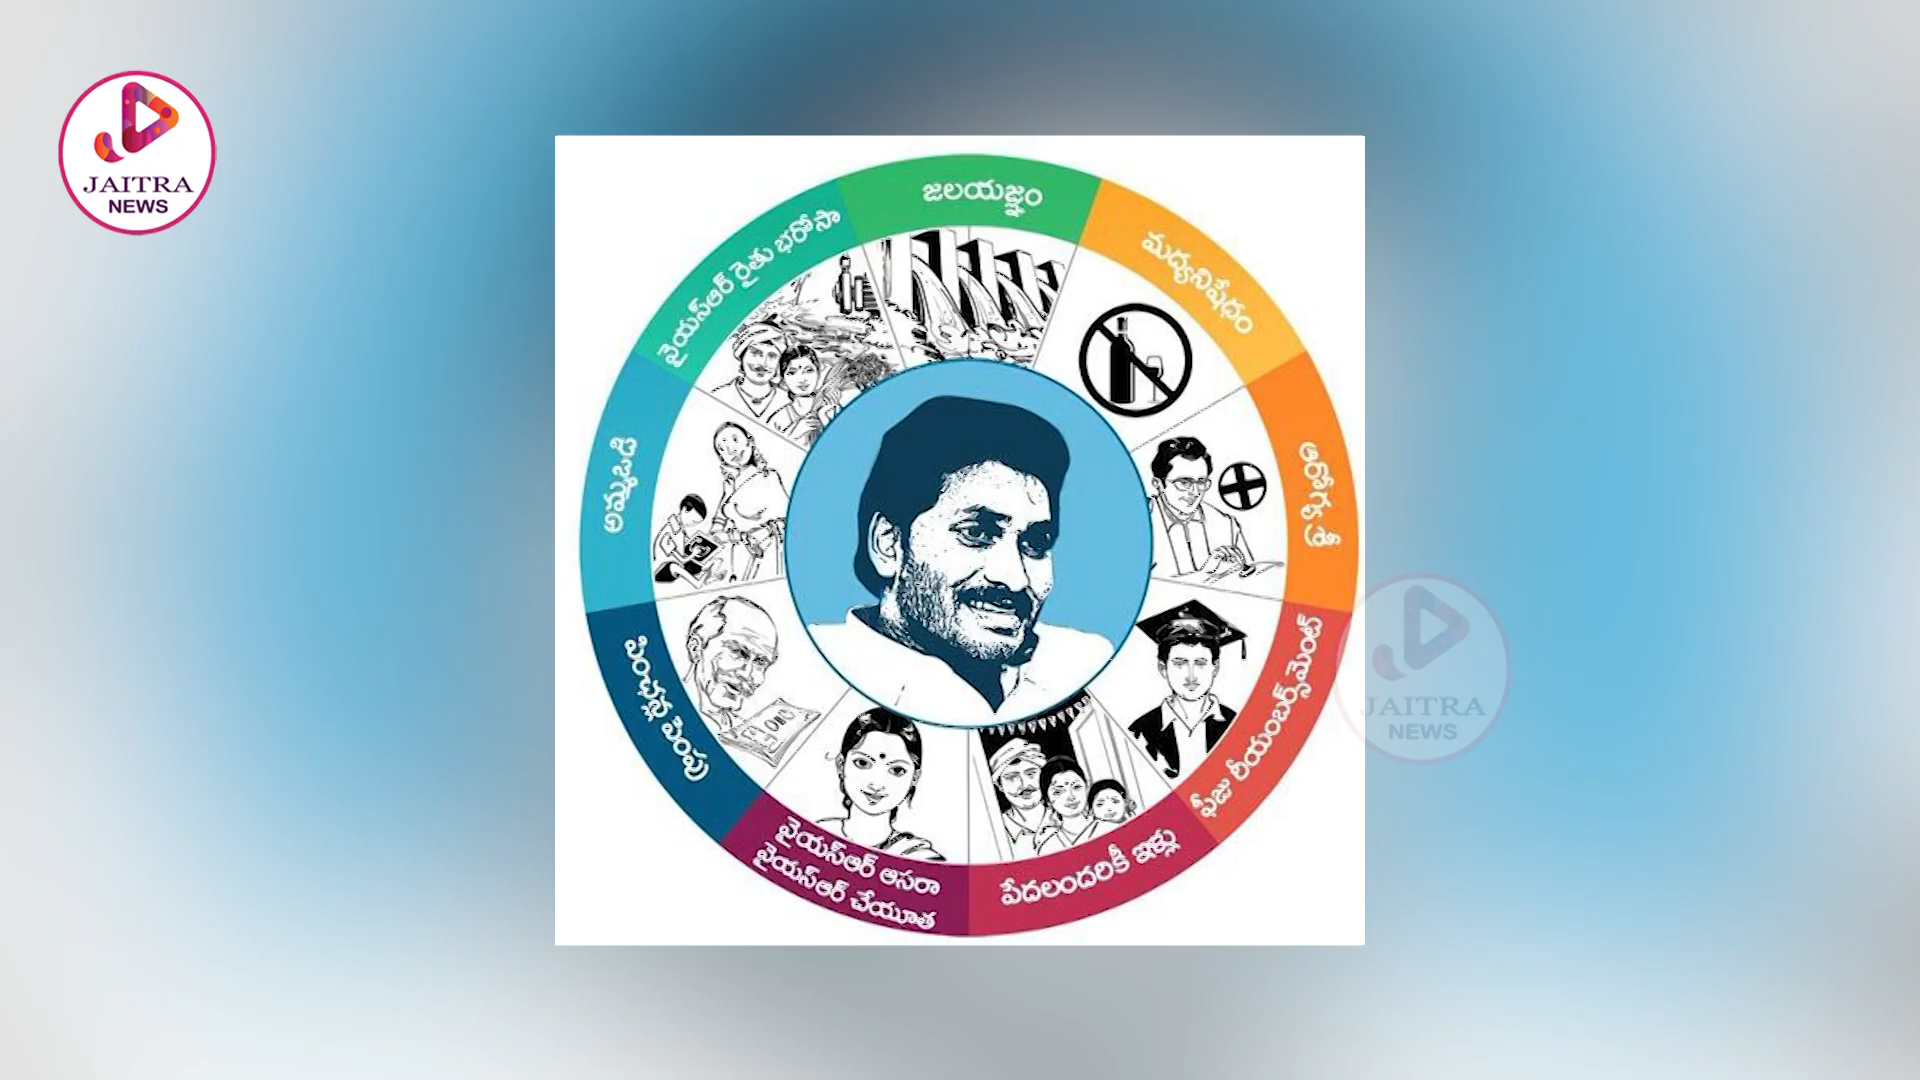 JAITRA
NEWS
జలయజ్ఞం
మద్యనిషేధం
ఆరోగ్య శ్రీ
ఫీజు రీయంబర్స్‌మెంట్
పేదలందరికీ ఇళ్లు
వైయస్ఆర్ ఆసరా
వైయస్ఆర్ చేయూత
పింఛన్ల పెంపు
అమ్మఒడి
వైయస్ఆర్ రైతు భరోసా
JAITRA
NEWS